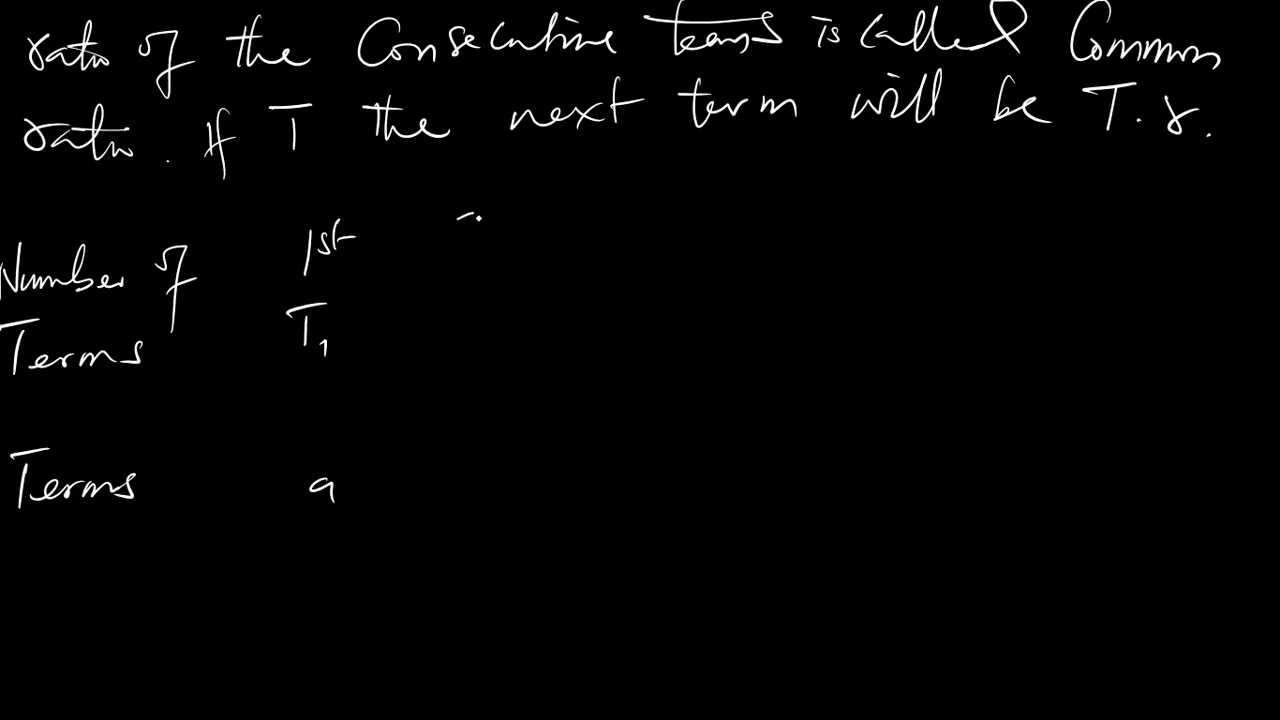 ratio of the Consecutive terms is called Common
ratio. If T the next term will be T.r.
Number of 1st
Terms T1
Terms a